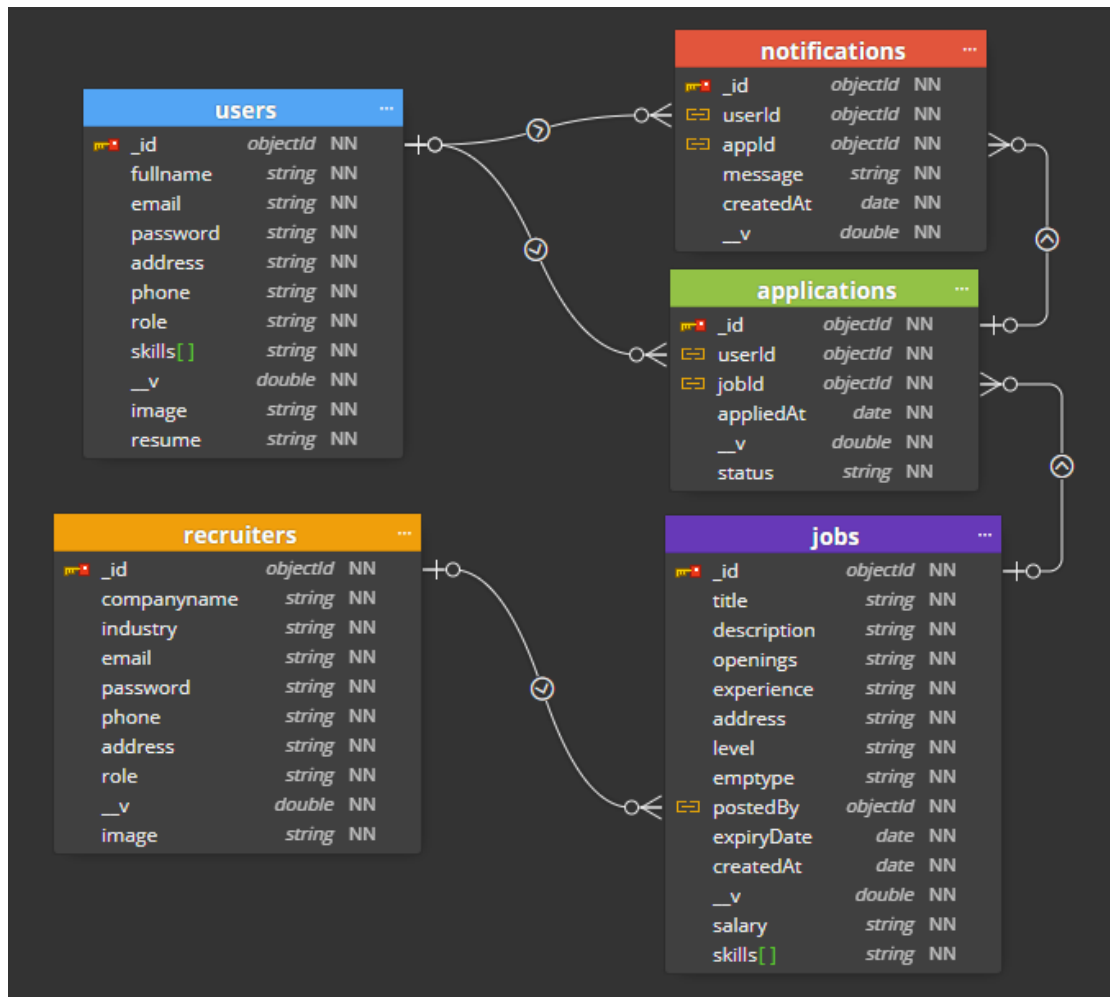 users ...
_id objectId NN
fullname string NN
email string NN
password string NN
address string NN
phone string NN
role string NN
skills[] string NN
__v double NN
image string NN
resume string NN
notifications ...
_id objectId NN
userId objectId NN
appId objectId NN
message string NN
createdAt date NN
__v double NN
applications ...
_id objectId NN
userId objectId NN
jobId objectId NN
appliedAt date NN
__v double NN
status string NN
recruiters ...
_id objectId NN
companyname string NN
industry string NN
email string NN
password string NN
phone string NN
address string NN
role string NN
__v double NN
image string NN
jobs ...
_id objectId NN
title string NN
description string NN
openings string NN
experience string NN
address string NN
level string NN
emptype string NN
postedBy objectId NN
expiryDate date NN
createdAt date NN
__v double NN
salary string NN
skills[] string NN